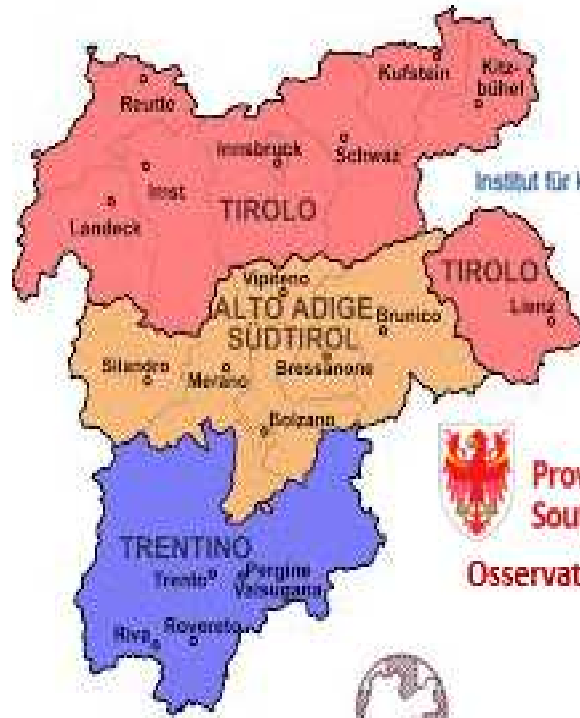 Kufstein
Kitz-
bühel
Reutte
Innsbruck
Schwaz
Imst
Landeck
TIROLO
Institut für
TIROLO
Lienz
Vipiteno
ALTO ADIGE
SÜDTIROL
Brunico
Silandro
Merano
Bressanone
Bolzano
Prov
Sou
Osservat
TRENTINO
Trento
Pergine
Valsugana
Riva
Rovereto